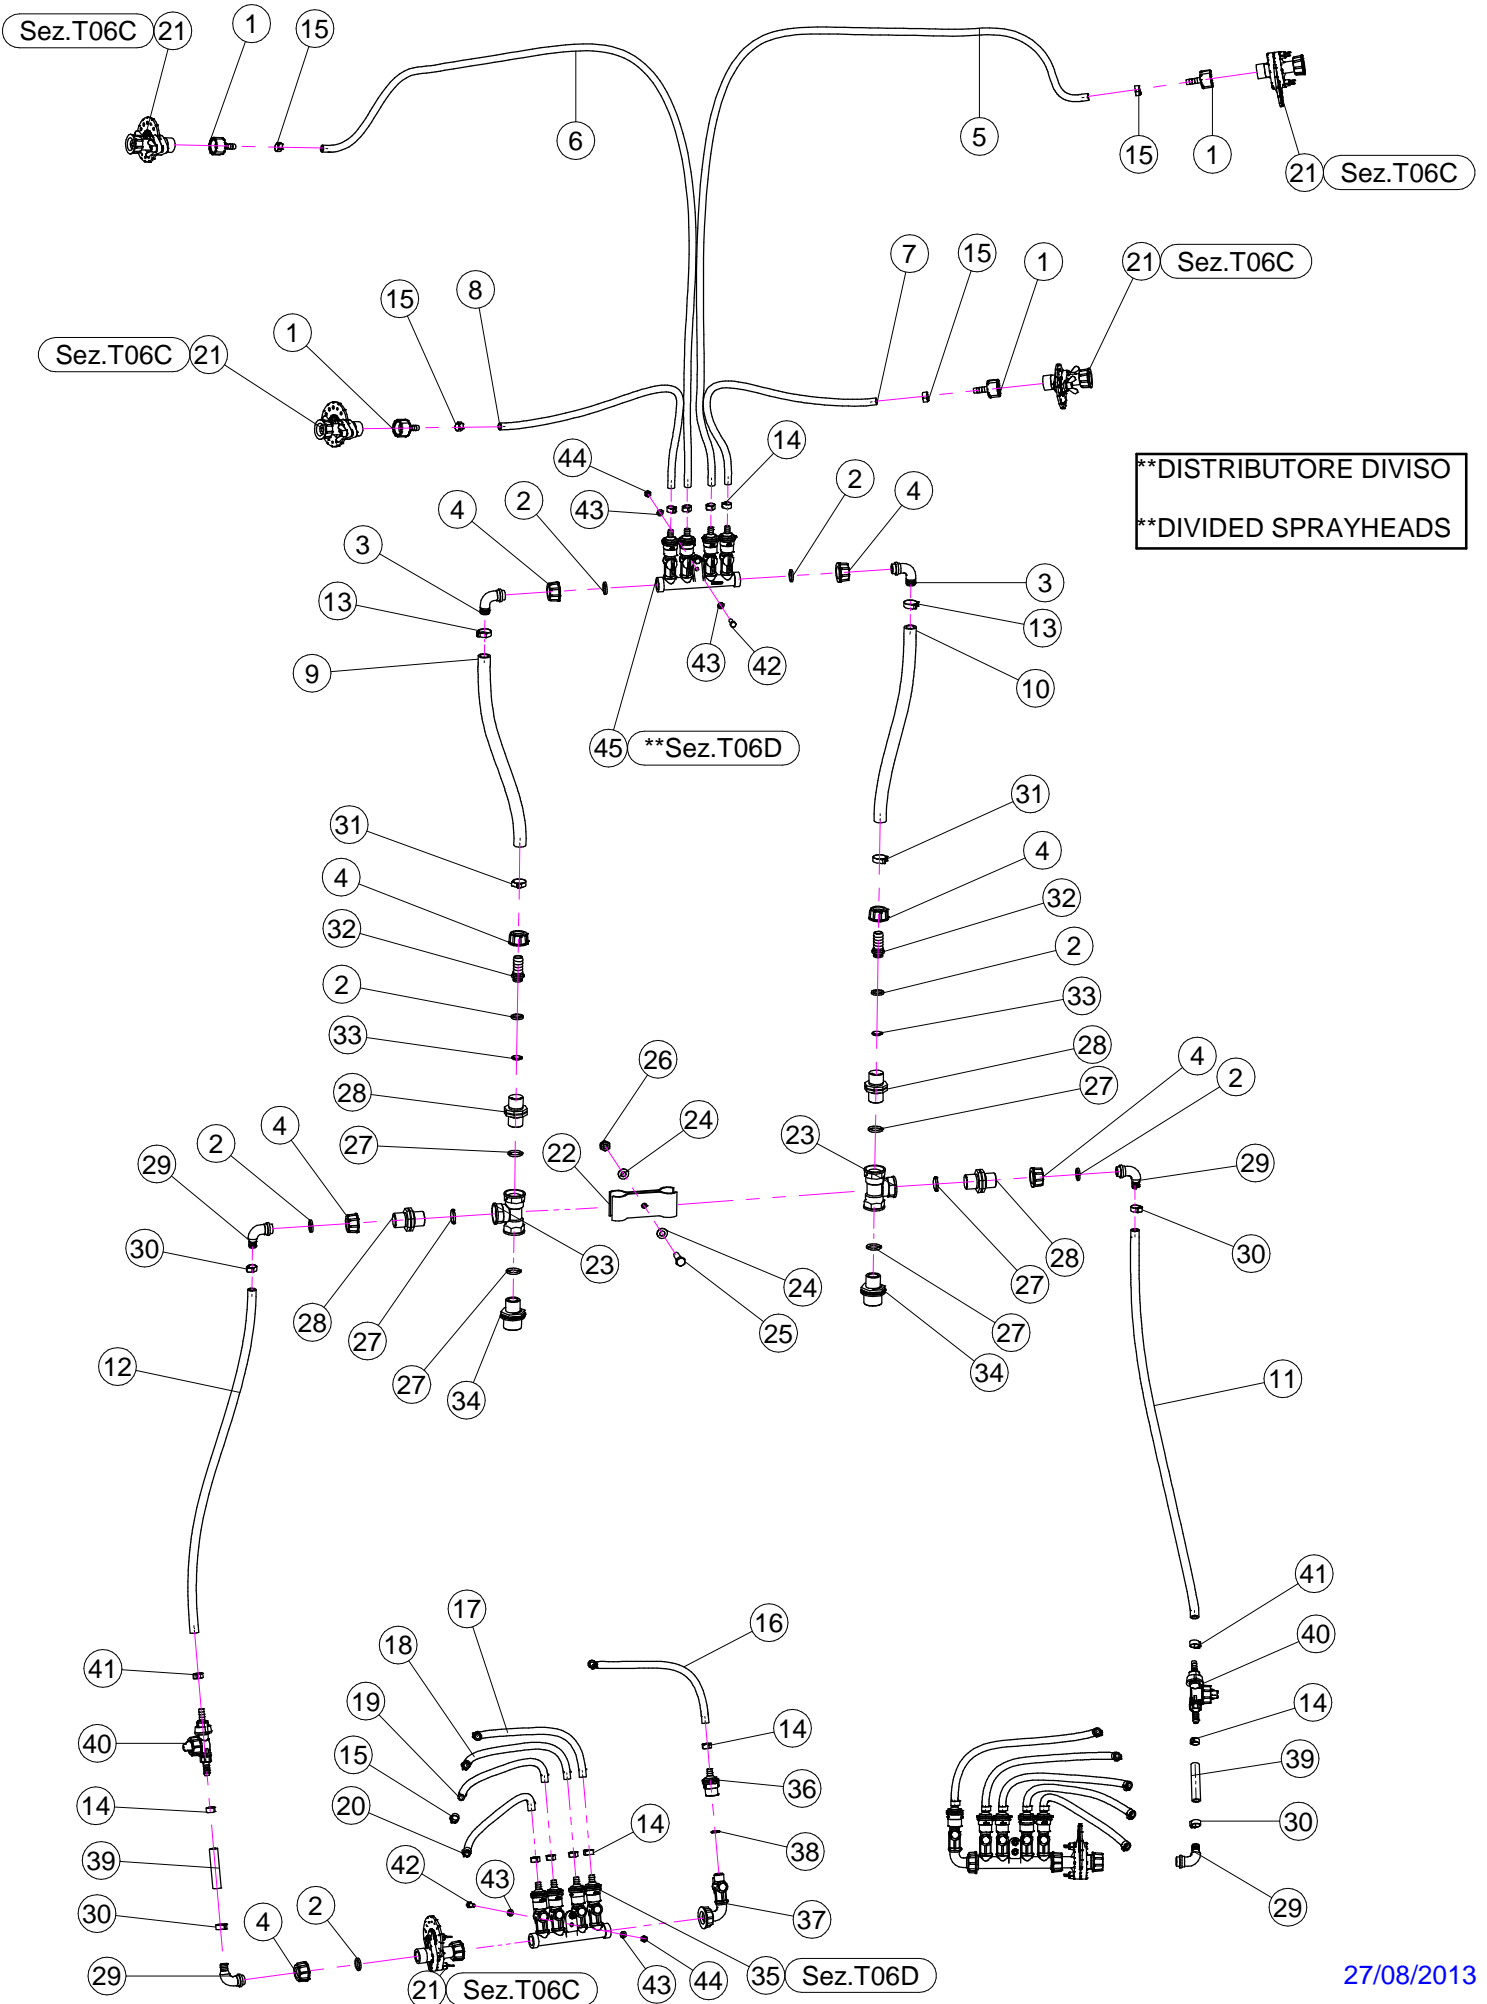 Sez.T06C 21 1 15
6
5
15 1
21 Sez.T06C
7 15 1 21 Sez.T06C
15 8
1
Sez.T06C 21
**DISTRIBUTORE DIVISO
**DIVIDED SPRAYHEADS
44 14
43 2 4
4 2
3 3
13 13
43 42
9 10
45 **Sez.T06D
31 31
4 4
32 32
2 2
33 33
28 28
26 4
27 2
24
27 23
22
29 2 4 29
30 23 30
28 27 24 28 27
27 25 27
12 34 34 11
17 16 41
18 40
41
19 14
40 14
15 36 39
20 14
14 38 30
39 42 43 37 29
30 4 2
29 43 44 35 Sez.T06D
21 Sez.T06C
27/08/2013